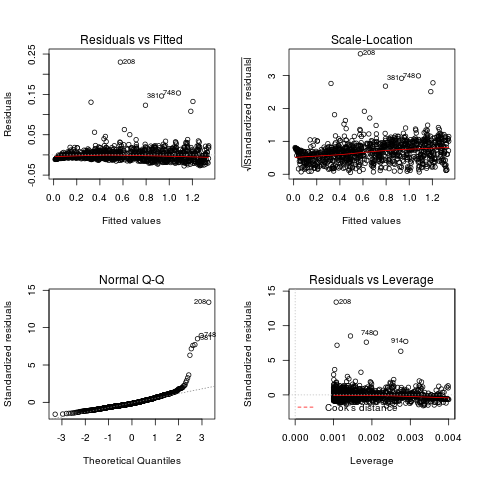 Residuals vs Fitted
Residuals
-0.05 0.05 0.15 0.25
208
381 748
0.0 0.2 0.4 0.6 0.8 1.0 1.2
Fitted values
Scale-Location
√|Standardized residuals|
0 1 2 3
208
381 748
0.0 0.2 0.4 0.6 0.8 1.0 1.2
Fitted values
Normal Q-Q
Standardized residuals
0 5 10 15
208
748
381
-3 -2 -1 0 1 2 3
Theoretical Quantiles
Residuals vs Leverage
Standardized residuals
0 5 10 15
208
748
914
Cook's distance
0.000 0.001 0.002 0.003 0.004
Leverage